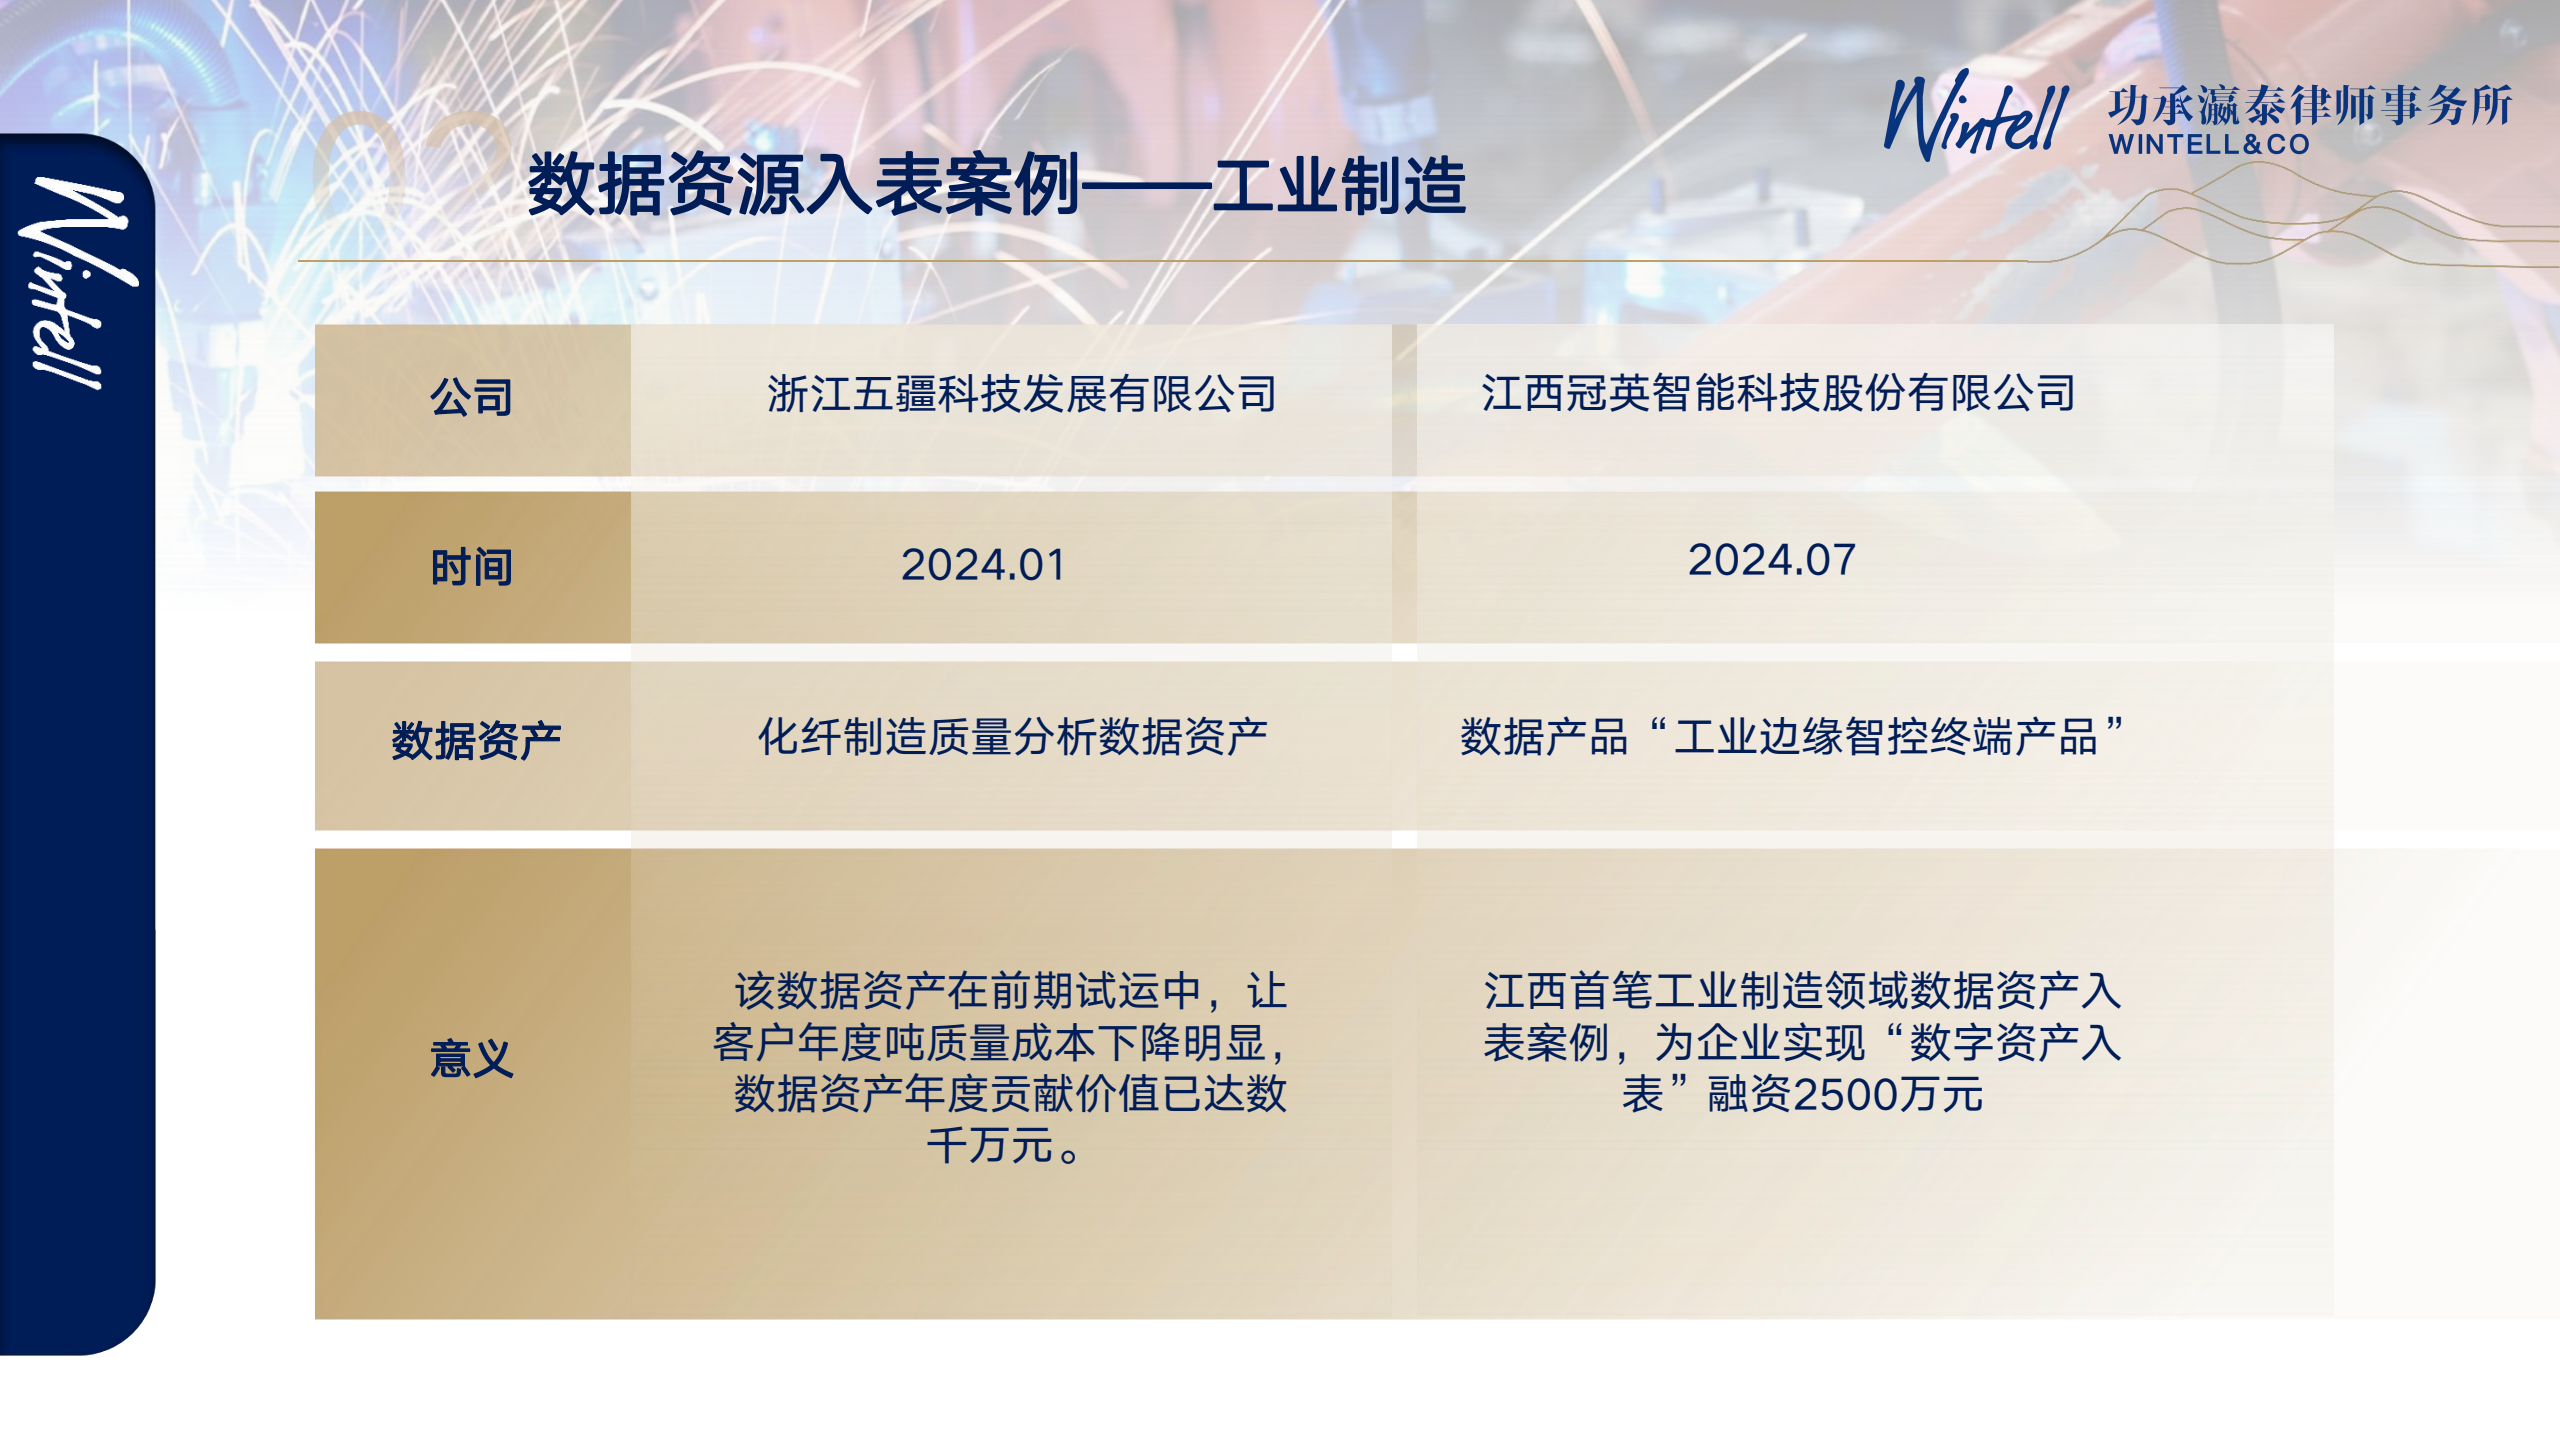 02
数据资源入表案例——工业制造
Wintell
功承瀛泰律师事务所
WINTELL&CO
Wintell
公司
浙江五疆科技发展有限公司
江西冠英智能科技股份有限公司
时间
2024.01
2024.07
数据资产
化纤制造质量分析数据资产
数据产品“工业边缘智控终端产品”
意义
该数据资产在前期试运中，让
客户年度吨质量成本下降明显，
数据资产年度贡献价值已达数
千万元。
江西首笔工业制造领域数据资产入
表案例，为企业实现“数字资产入
表”融资2500万元